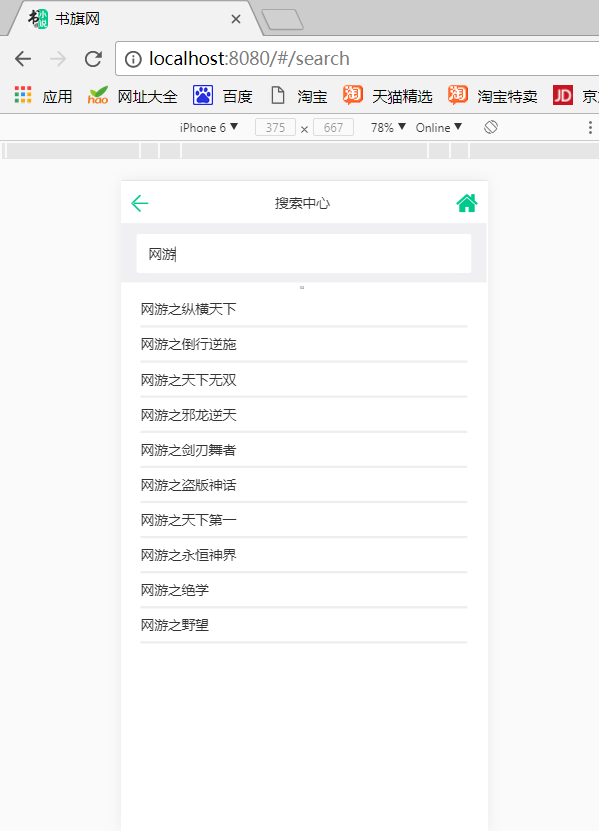 书旗网
localhost:8080/#/search
应用 网址大全 百度 淘宝 天猫精选 淘宝特卖 JD
iPhone 6 ▼ 375 × 667 78% ▼ Online ▼
搜索中心
网游
网游之纵横天下
网游之倒行逆施
网游之天下无双
网游之邪龙逆天
网游之剑刃舞者
网游之盗版神话
网游之天下第一
网游之永恒神界
网游之绝学
网游之野望